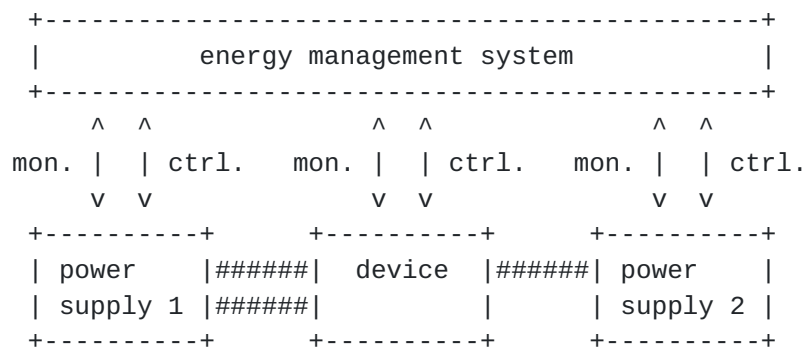 +----------------------------------------------+
|          energy management system            |
+----------------------------------------------+
^  ^              ^  ^              ^  ^
mon. |  | ctrl.   mon. |  | ctrl.   mon. |  | ctrl.
v  v              v  v              v  v
+----------+      +----------+      +----------+
| power    |######|  device  |######| power    |
| supply 1 |######|          |      | supply 2 |
+----------+      +----------+      +----------+